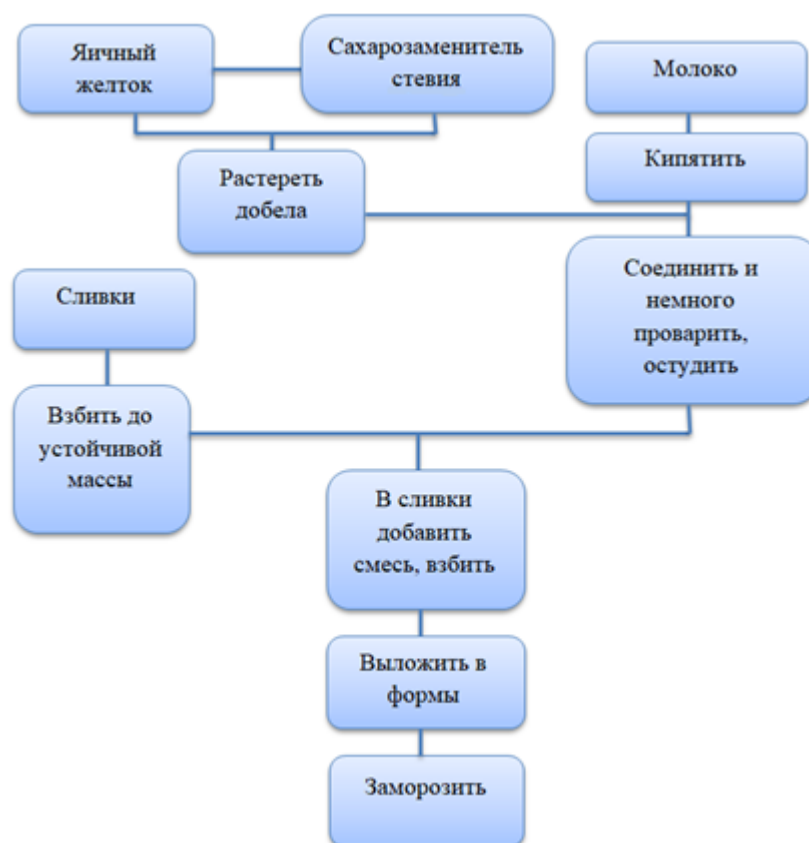 Яичный
желток
Сахарозаменитель
стевия
Молоко
Кипятить
Растереть
добела
Соединить и
немного
проварить,
остудить
Сливки
Взбить до
устойчивой
массы
В сливки
добавить
смесь, взбить
Выложить в
формы
Заморозить